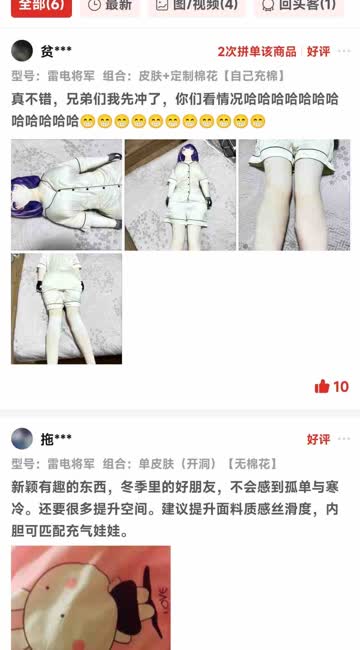 全部(6)
最新
图/视频(4)
回头客(1)
贫***
2次拼单该商品
好评
型号：雷电将军 组合：皮肤+定制棉花【自己充棉】
真不错，兄弟们我先冲了，你们看情况哈哈哈哈哈哈哈
哈哈哈哈哈😁😁😁😁😁😁😁😁😁😁😁
10
拖***
好评
型号：雷电将军 组合：单皮肤（开洞）【无棉花】
新颖有趣的东西，冬季里的好朋友，不会感到孤单与寒
冷。还要很多提升空间。建议提升面料质感丝滑度，内
胆可匹配充气娃娃。
LOVE